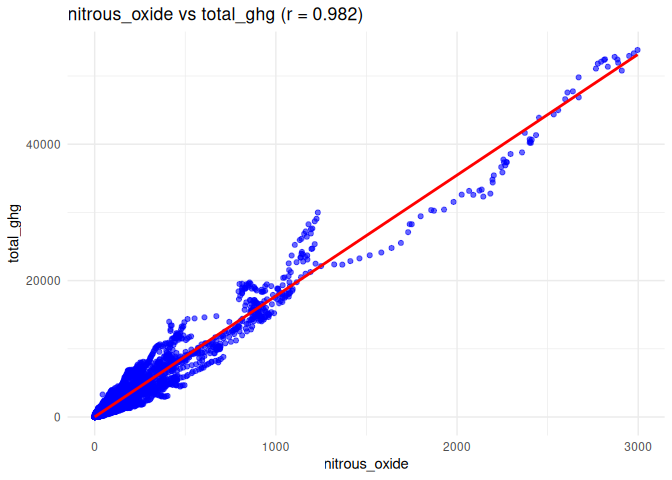 nitrous_oxide vs total_ghg (r = 0.982)
total_ghg
40000
20000
0
0
1000
2000
3000
nitrous_oxide